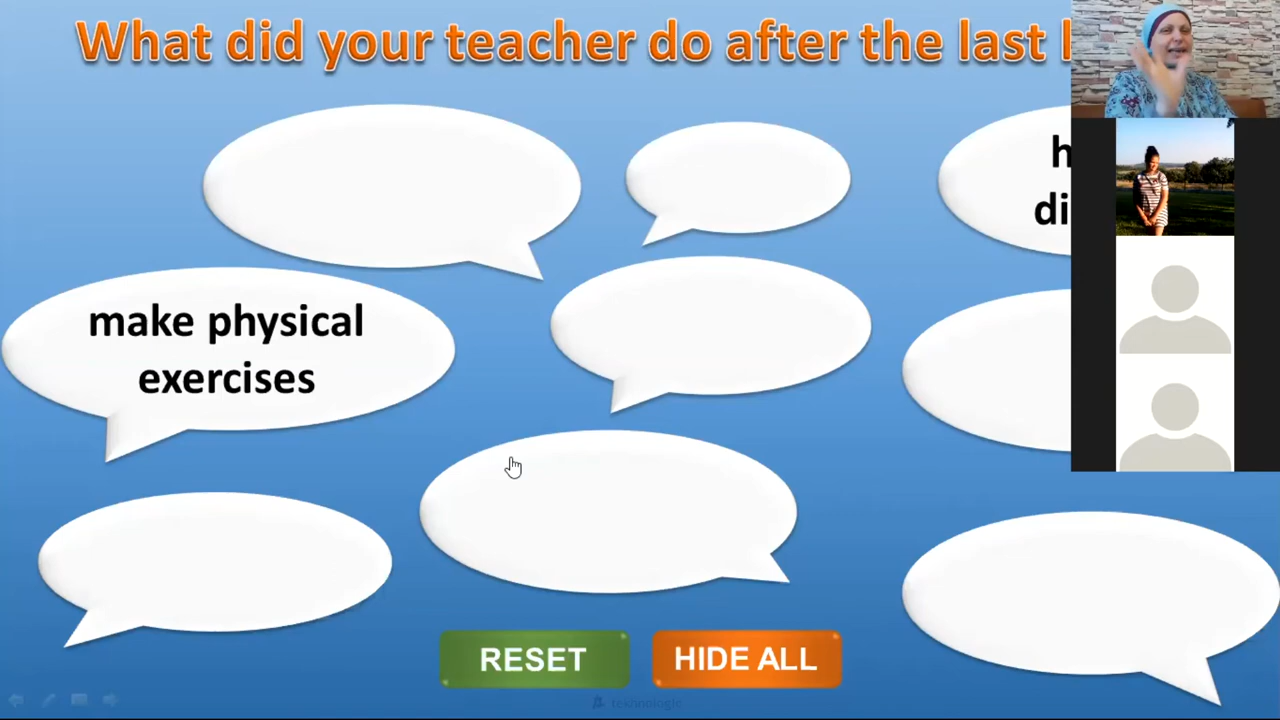 What did your teacher do after the last
make physical
exercises
RESET
HIDE ALL